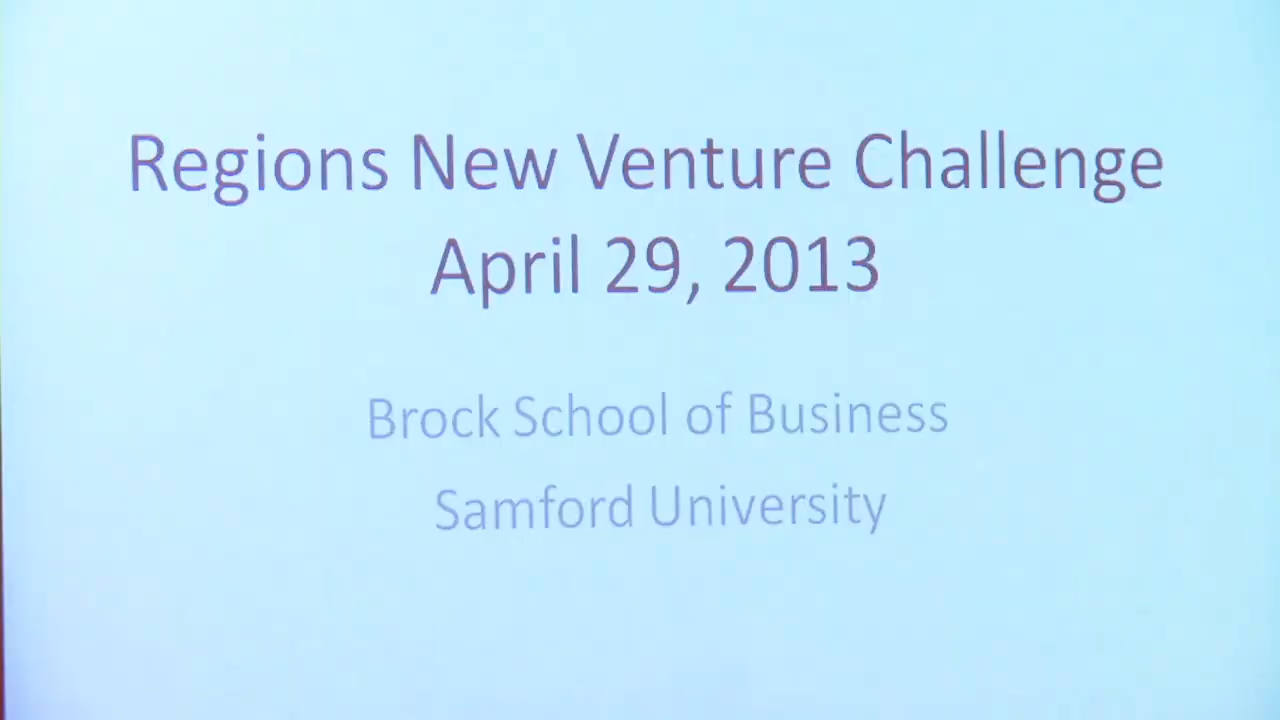 Regions New Venture Challenge
April 29, 2013
Brock School of Business
Samford University